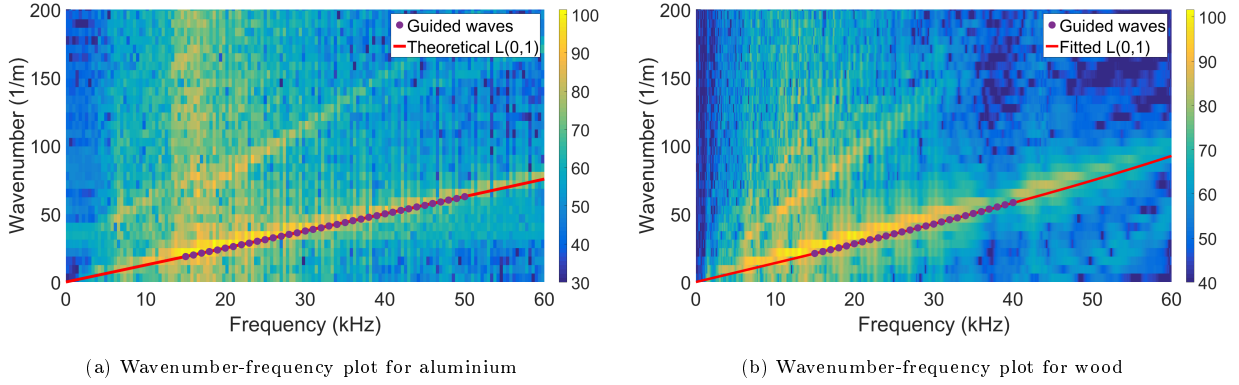 200
150
100
50
0
Wavenumber (1/m)
0 10 20 30 40 50 60
Frequency (kHz)
Guided waves
Theoretical L(0,1)
100
90
80
70
60
50
40
30
(a) Wavenumber-frequency plot for aluminium
200
150
100
50
0
Wavenumber (1/m)
0 10 20 30 40 50 60
Frequency (kHz)
Guided waves
Fitted L(0,1)
100
90
80
70
60
50
40
(b) Wavenumber-frequency plot for wood